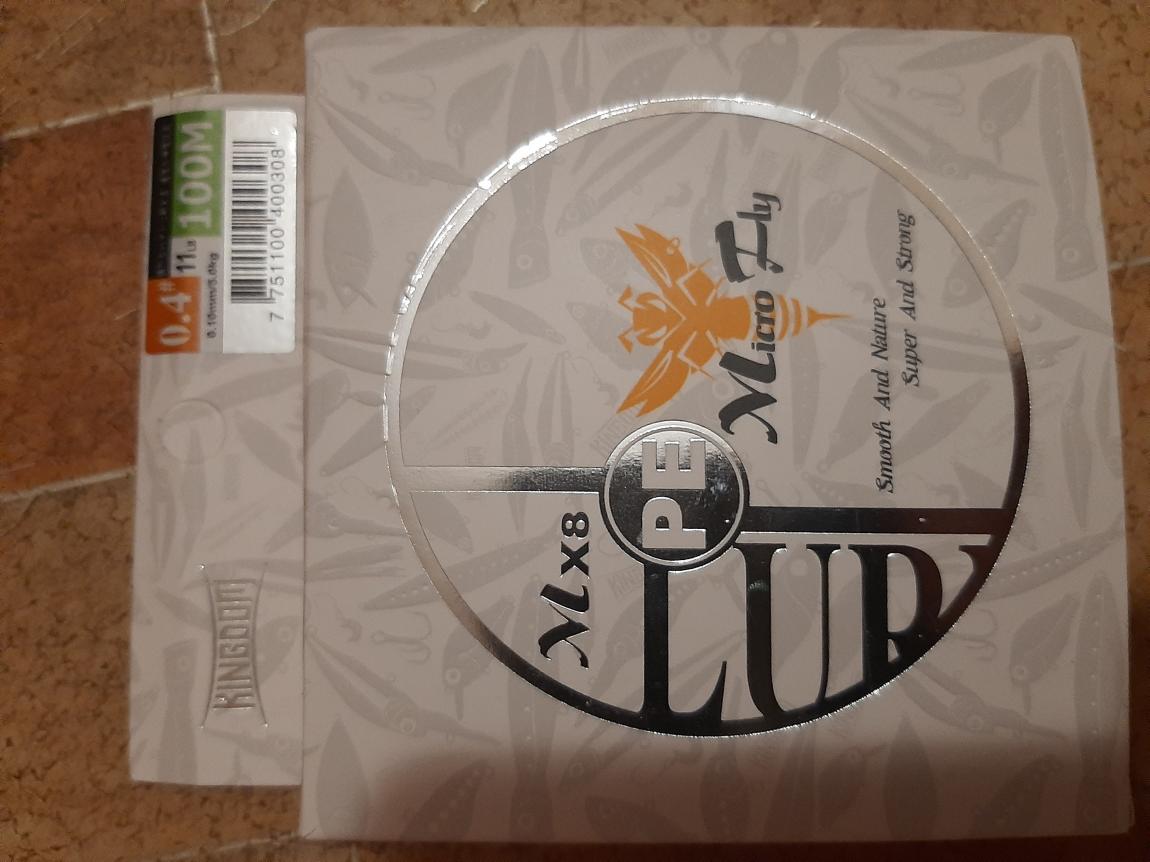 KINGDOM
0.4# 11LB 100M
0.10mm/5.0kg
7 751100 400308
Mx8
PE
LUR
Micro Fly
Smooth And Nature
Super And Strong